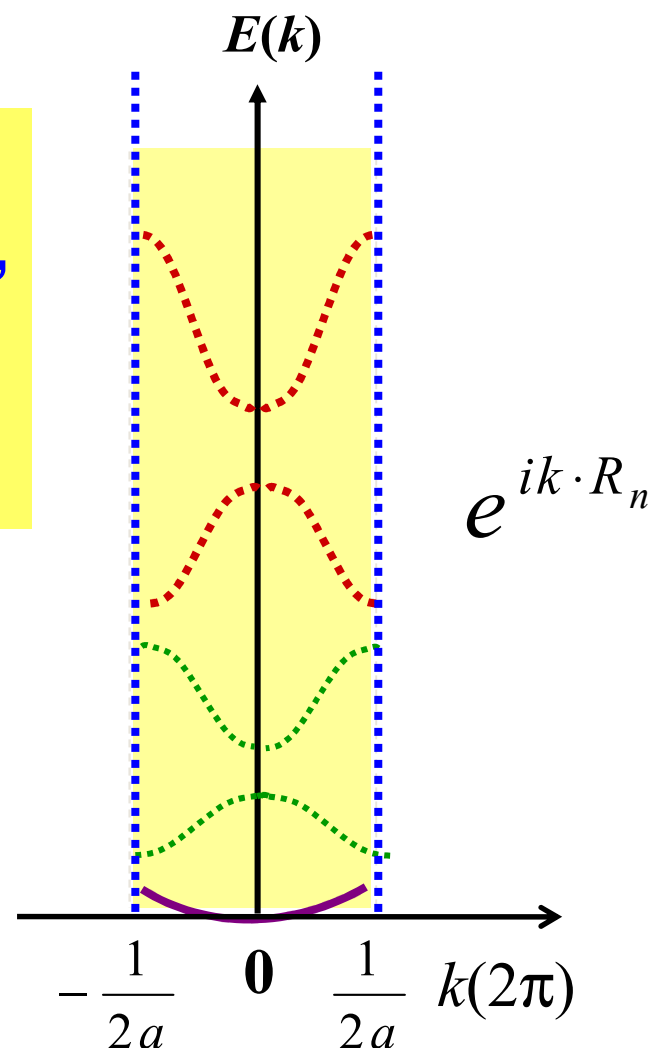 E(k)
,
e^{ik·R_n}
-1/2a 0 1/2a k(2π)